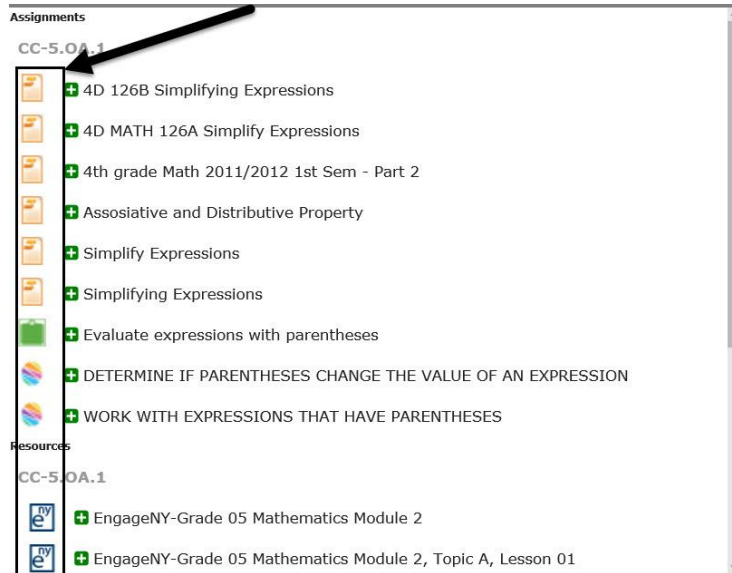 Assignments
CC-5.OA.1
4D 126B Simplifying Expressions
4D MATH 126A Simplify Expressions
4th grade Math 2011/2012 1st Sem - Part 2
Assosiative and Distributive Property
Simplify Expressions
Simplifying Expressions
Evaluate expressions with parentheses
DETERMINE IF PARENTHESES CHANGE THE VALUE OF AN EXPRESSION
WORK WITH EXPRESSIONS THAT HAVE PARENTHESES
Resources
CC-5.OA.1
eny EngageNY-Grade 05 Mathematics Module 2
eny EngageNY-Grade 05 Mathematics Module 2, Topic A, Lesson 01